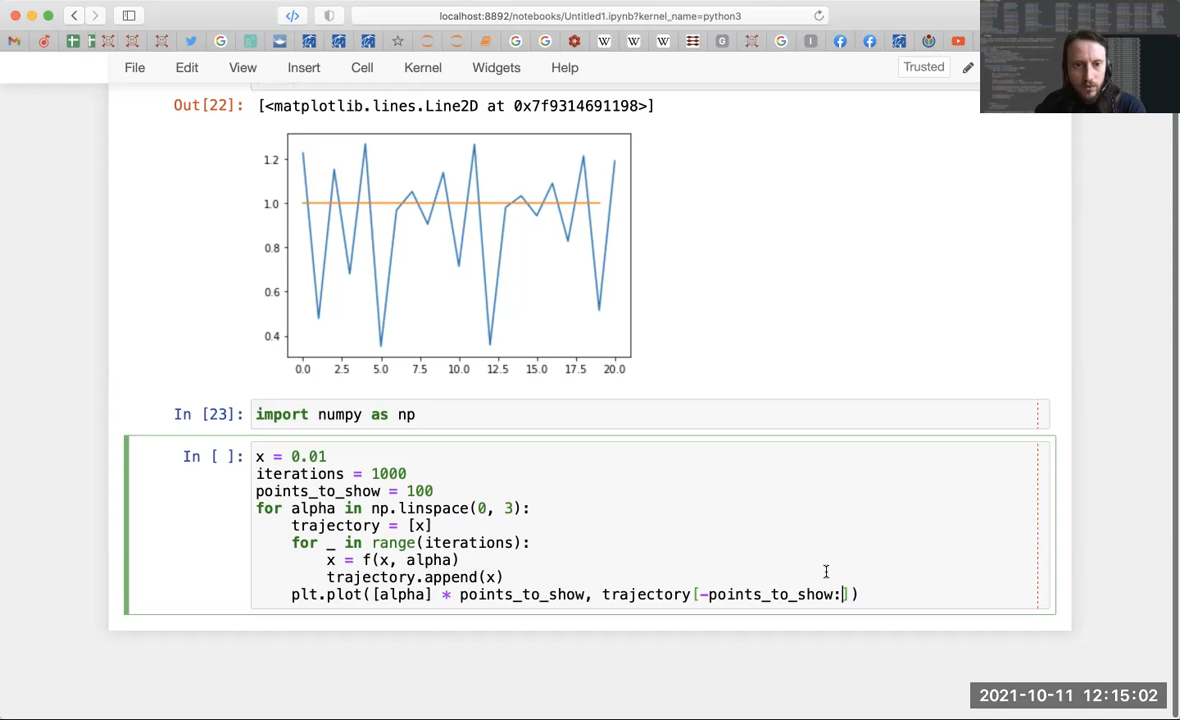 localhost:8892/notebooks/Untitled1.ipynb?kernel_name=python3
File Edit View Insert Cell Kernel Widgets Help
Trusted
Out[22]: [<matplotlib.lines.Line2D at 0x7f9314691198>]
1.2
1.0
0.8
0.6
0.4
0.0 2.5 5.0 7.5 10.0 12.5 15.0 17.5 20.0
In [23]: import numpy as np
In [ ]: x = 0.01
iterations = 1000
points_to_show = 100
for alpha in np.linspace(0, 3):
    trajectory = [x]
    for _ in range(iterations):
        x = f(x, alpha)
        trajectory.append(x)
    plt.plot([alpha] * points_to_show, trajectory[-points_to_show:])
2021-10-11 12:15:02